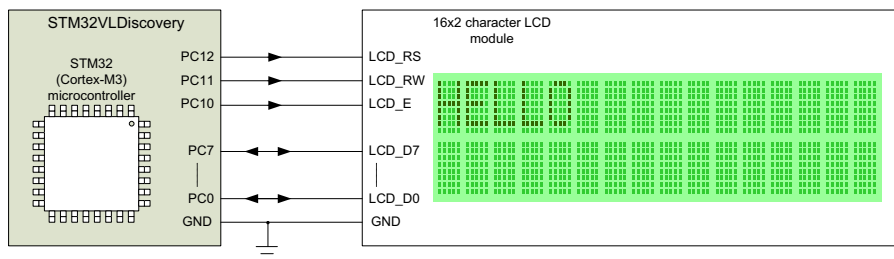 STM32VLDiscovery
STM32
(Cortex-M3)
microcontroller
PC12
PC11
PC10
PC7
PC0
GND
16x2 character LCD
module
LCD_RS
LCD_RW
LCD_E
LCD_D7
LCD_D0
GND
HELLO